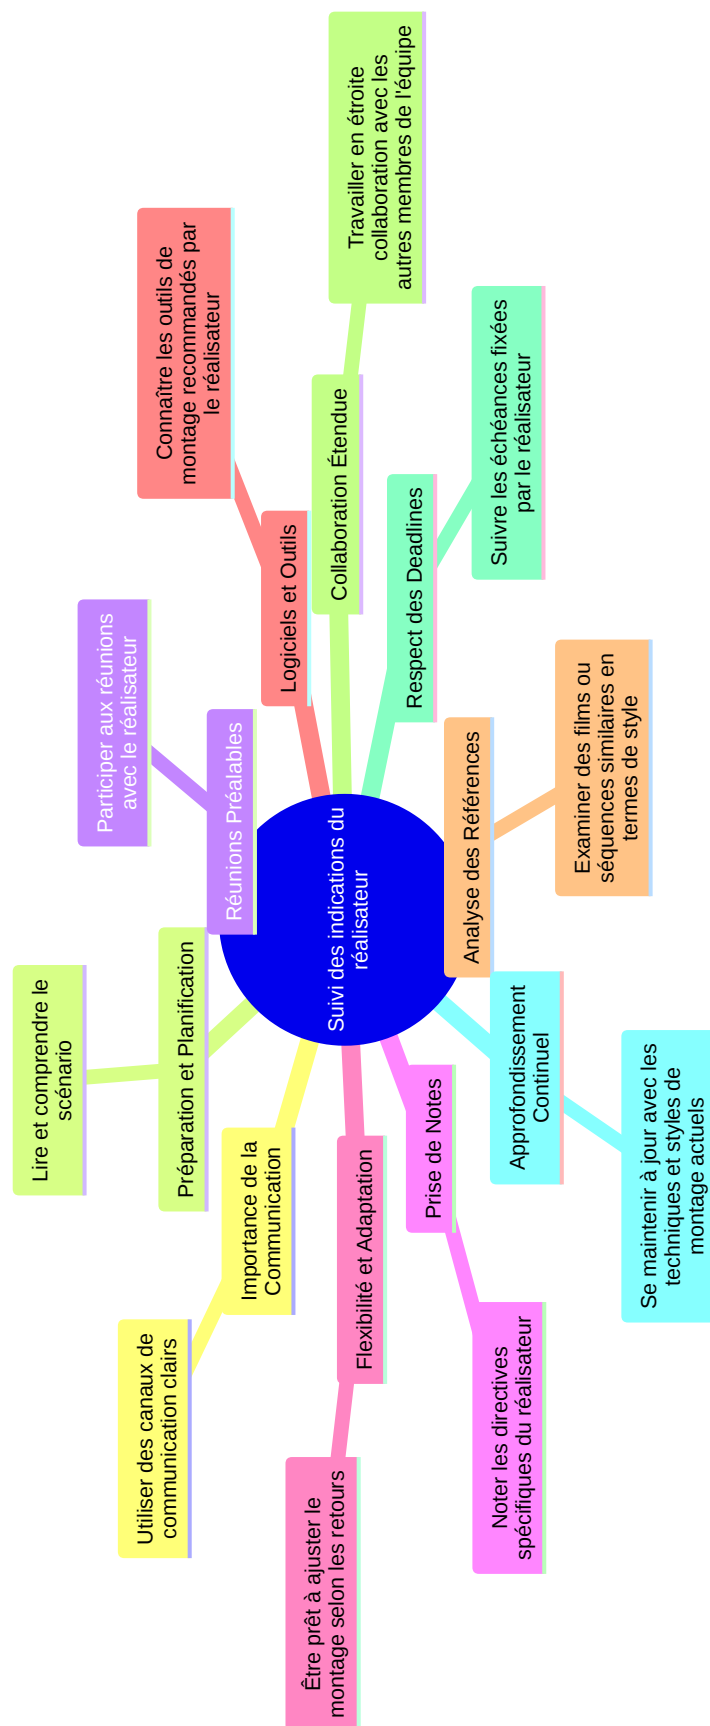 Suivi des indications du
réalisateur
Réunions Préalables
Participer aux réunions
avec le réalisateur
Préparation et Planification
Lire et comprendre le
scénario
Importance de la
Communication
Utiliser des canaux de
communication clairs
Flexibilité et Adaptation
Être prêt à ajuster le
montage selon les retours
Prise de Notes
Noter les directives
spécifiques du réalisateur
Approfondissement
Continuel
Se maintenir à jour avec les
techniques et styles de
montage actuels
Analyse des Références
Examiner des films ou
séquences similaires en
termes de style
Respect des Deadlines
Suivre les échéances fixées
par le réalisateur
Collaboration Étendue
Travailler en étroite
collaboration avec les
autres membres de l'équipe
Logiciels et Outils
Connaître les outils de
montage recommandés par
le réalisateur